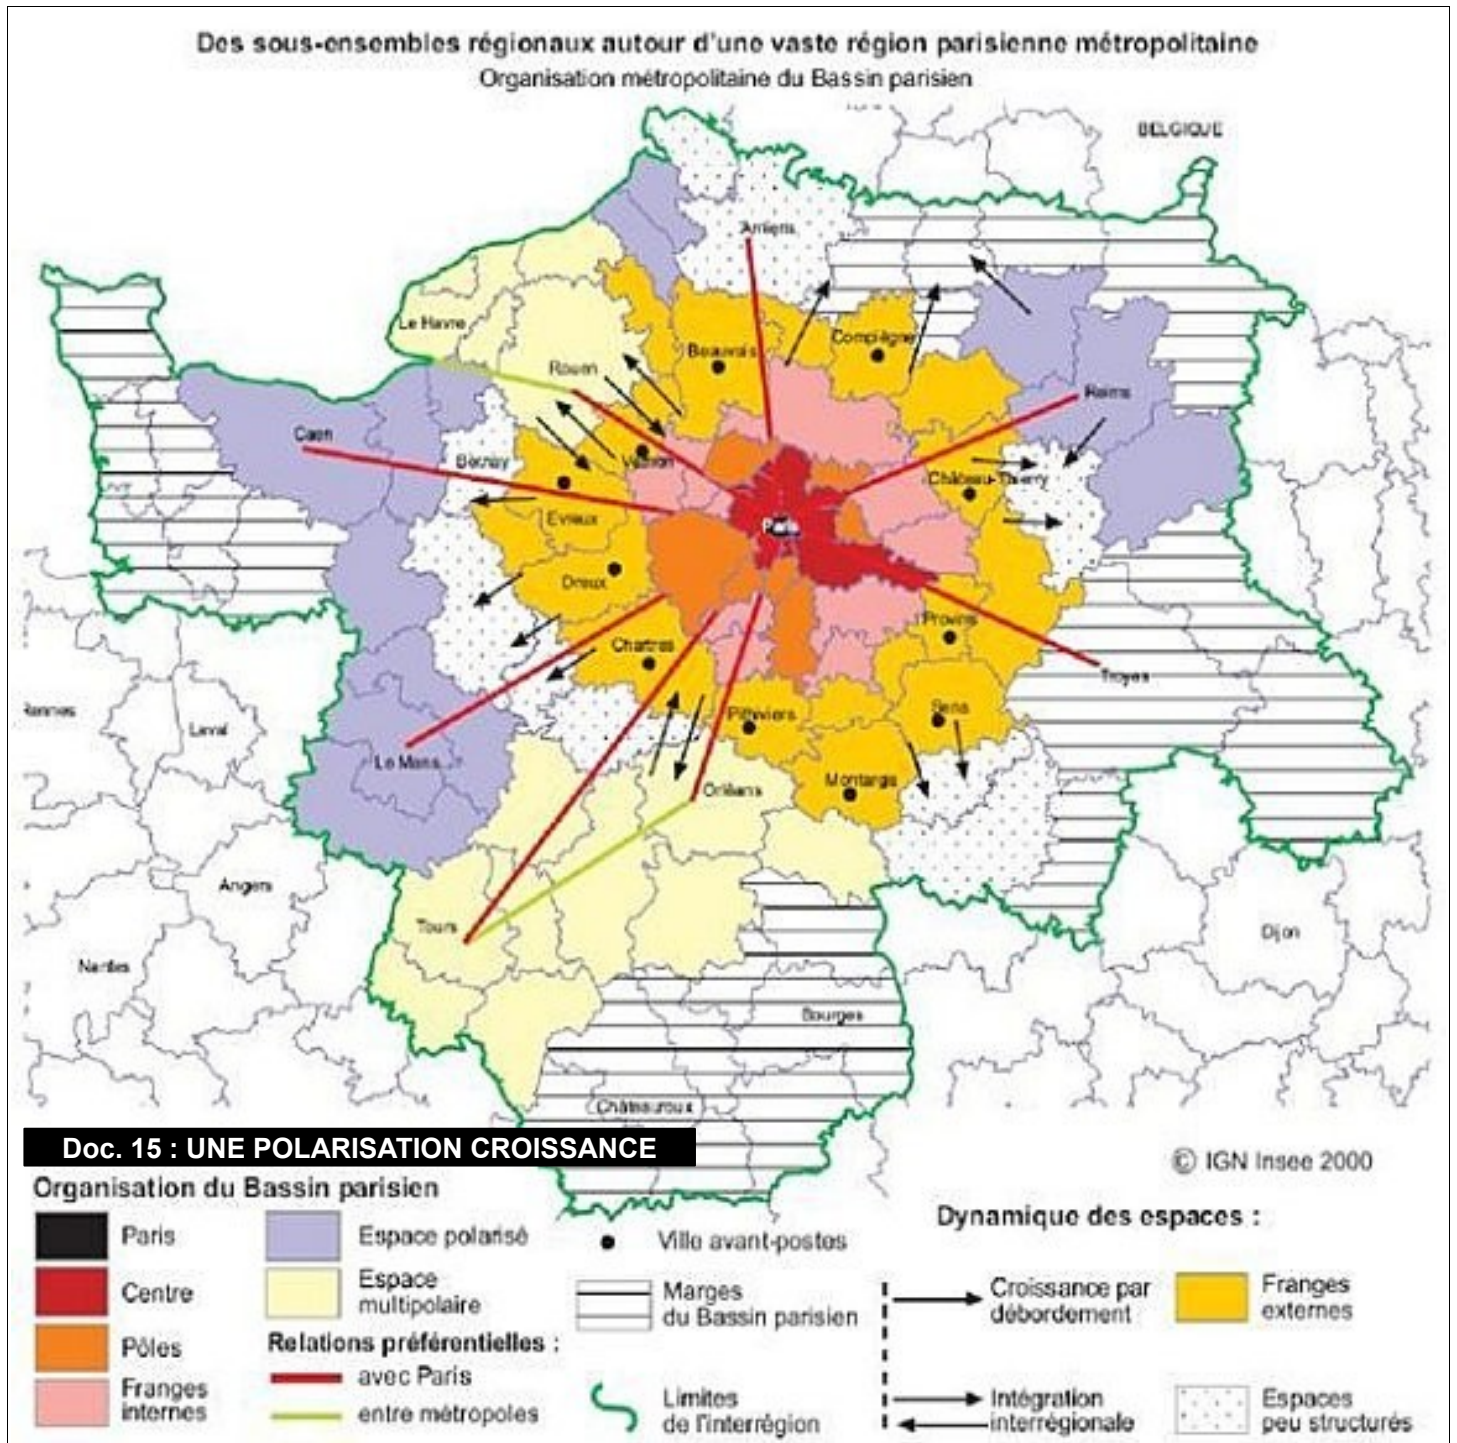 Des sous-ensembles régionaux autour d'une vaste région parisienne métropolitaine
Organisation métropolitaine du Bassin parisien
BELGIQUE
Amiens
Le Havre
Rouen
Beauvais
Compiègne
Reims
Caen
Bernay
Vernon
Château-Thierry
Evreux
Paris
Dreux
Provins
Chartres
Troyes
Rennes
Laval
Pithiviers
Sens
Le Mans
Orléans
Montargis
Angers
Tours
Dijon
Nantes
Bourges
Châteauroux
Doc. 15 : UNE POLARISATION CROISSANCE
© IGN Insee 2000
Organisation du Bassin parisien
Paris
Centre
Pôles
Franges
internes
Espace polarisé
Espace
multipolaire
Relations préférentielles :
avec Paris
entre métropoles
Ville avant-postes
Marges
du Bassin parisien
Limites
de l'interrégion
Dynamique des espaces :
Croissance par
débordement
Intégration
interrégionale
Franges
externes
Espaces
peu structurés